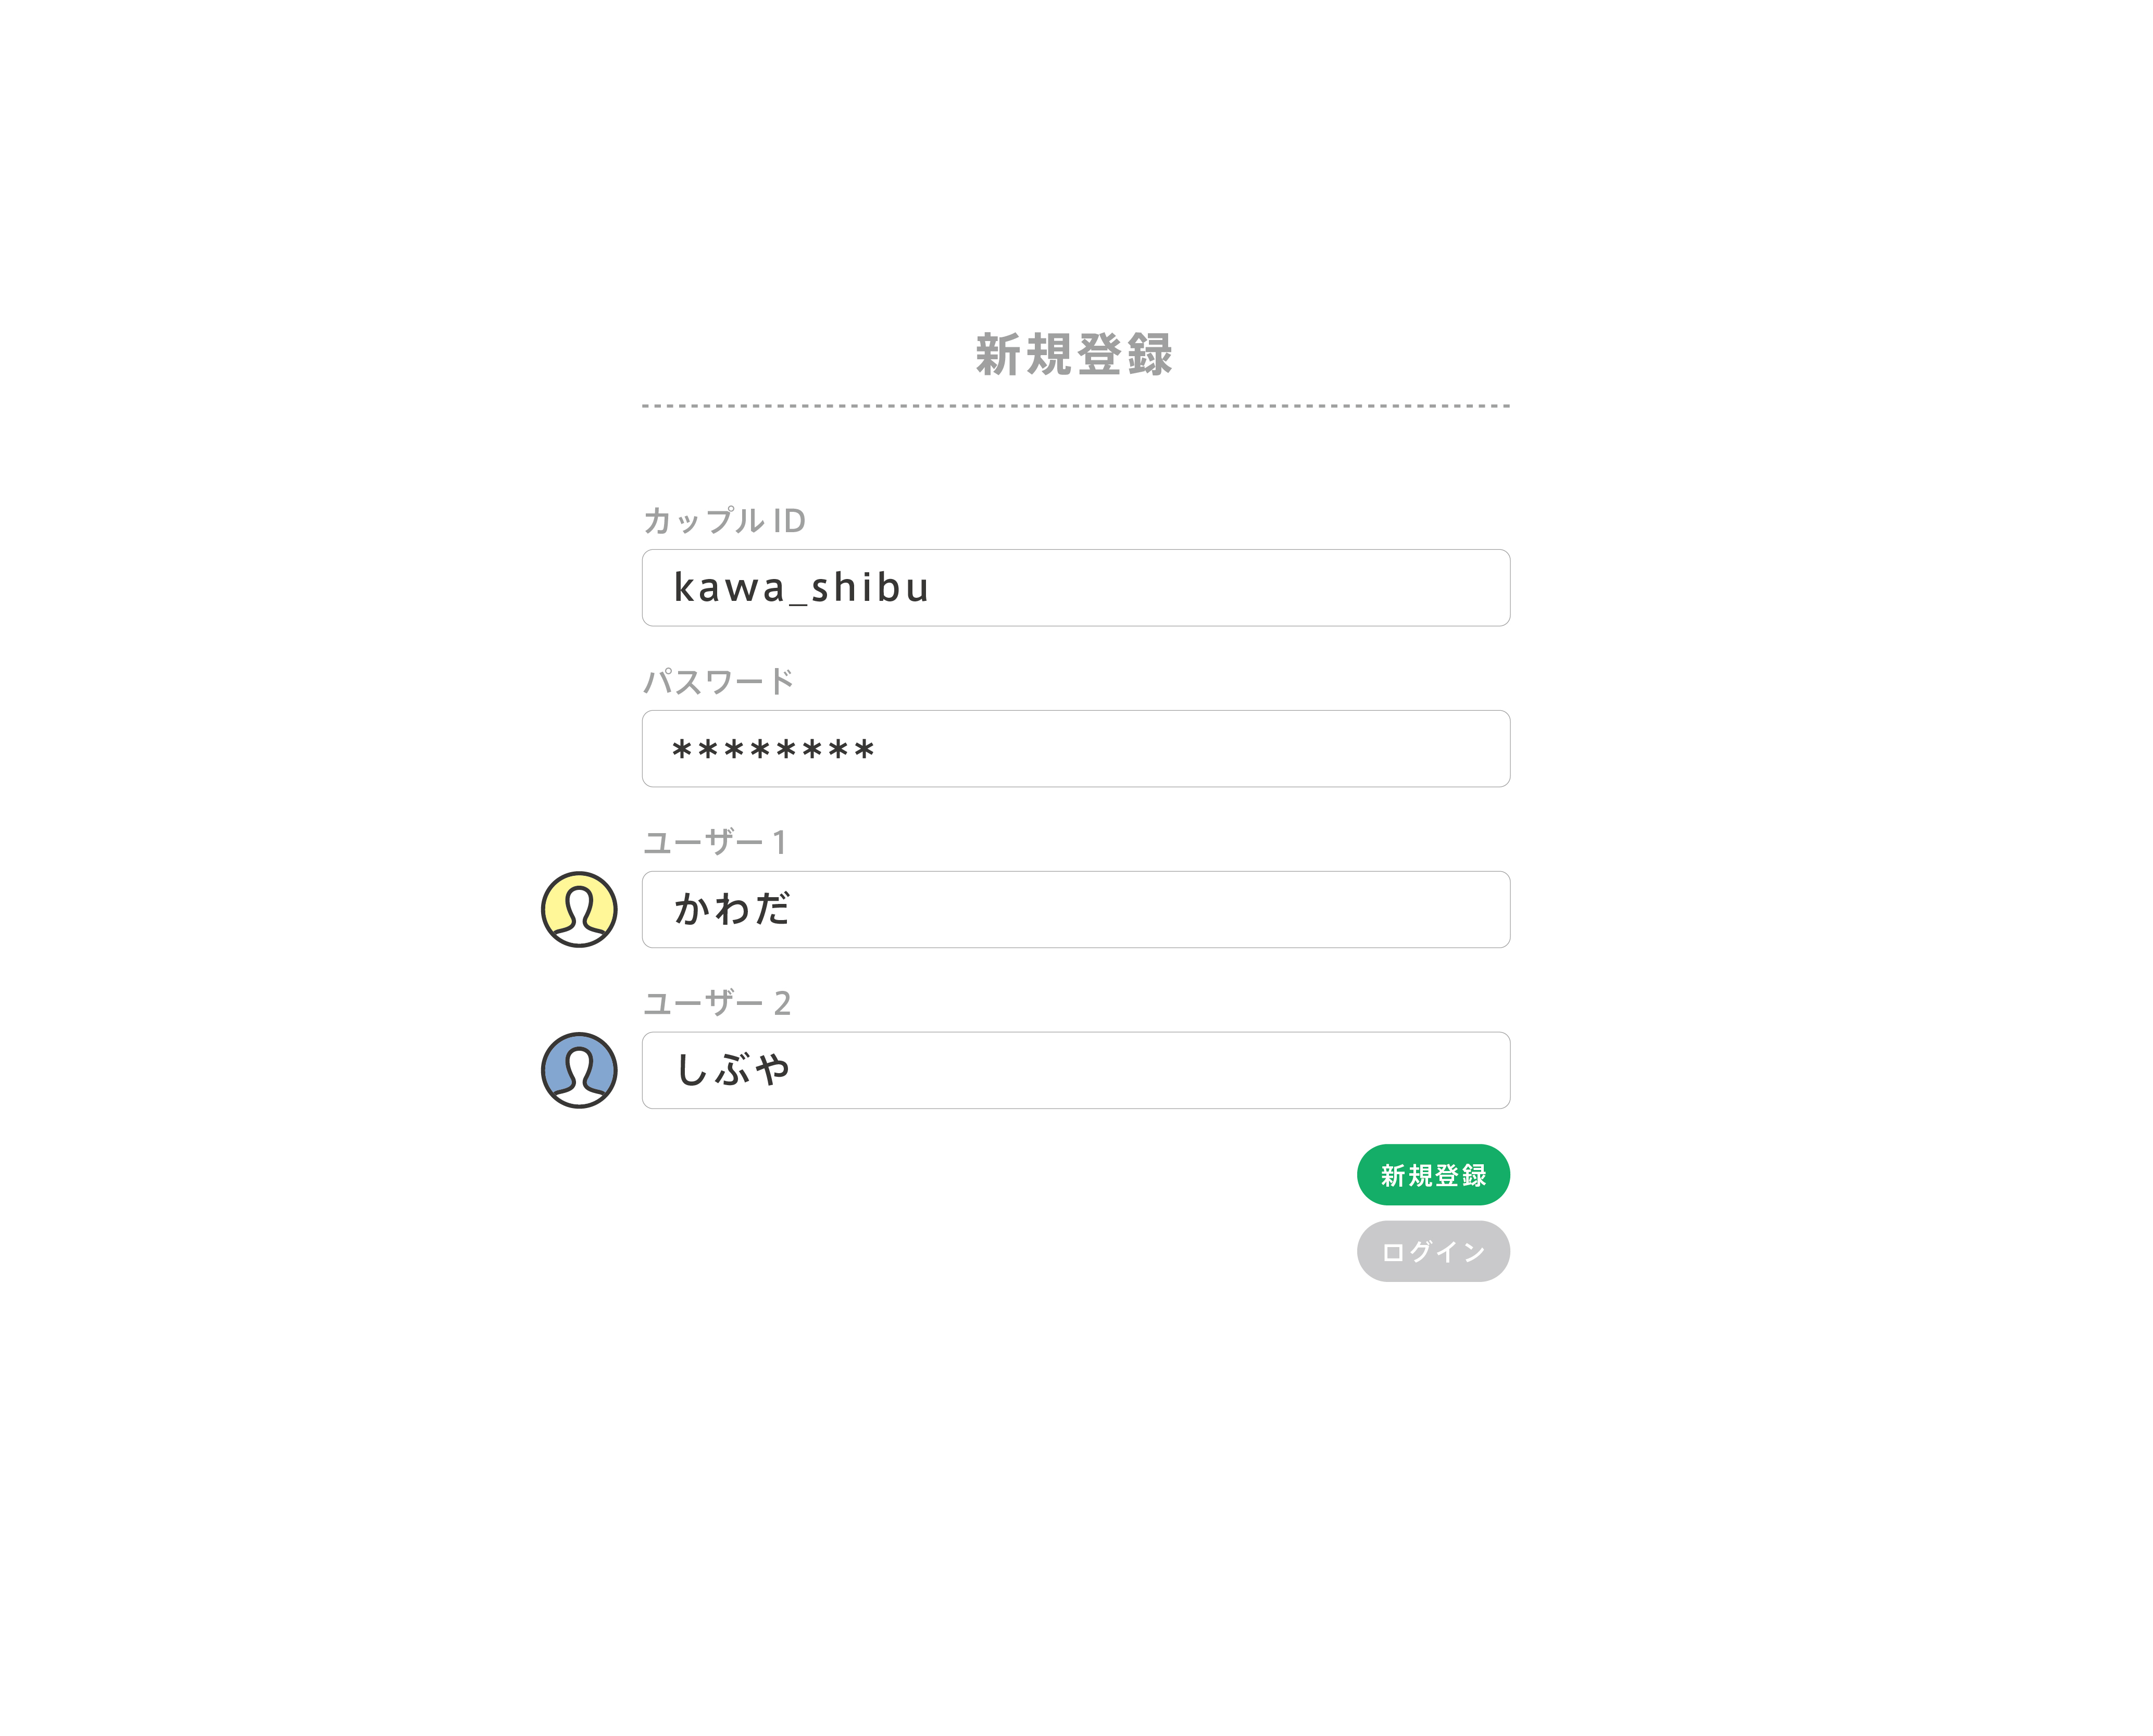 新規登録
カップル ID
kawa_shibu
パスワード
********
ユーザー 1
かわだ
ユーザー 2
しぶや
新規登録
ログイン